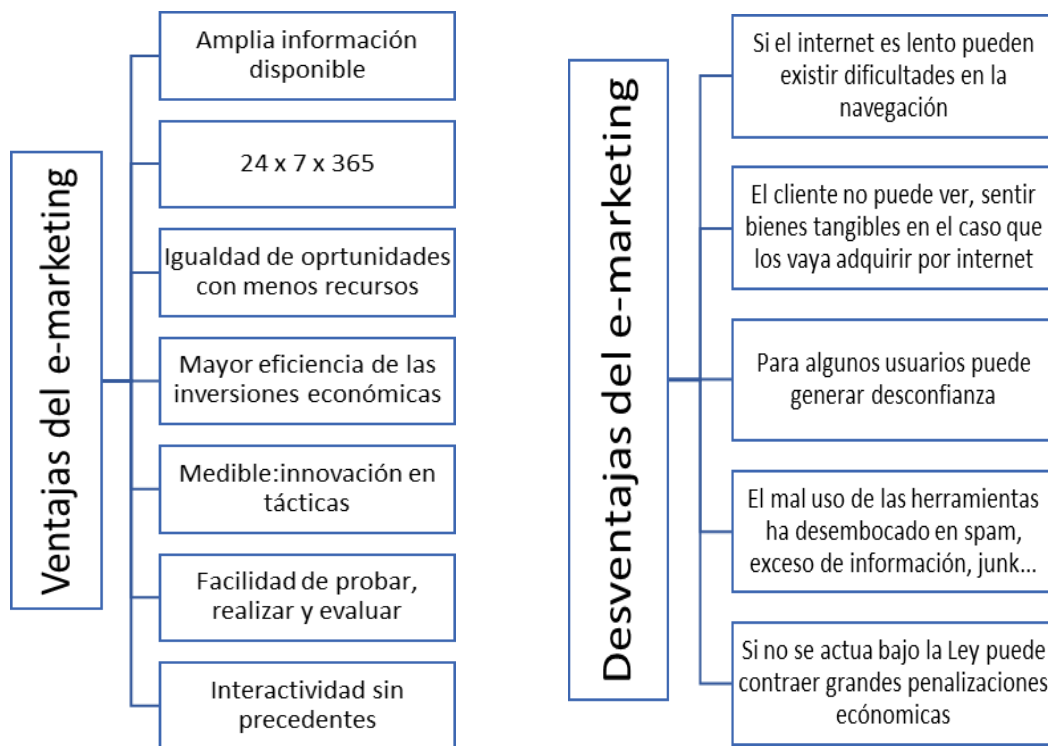 Ventajas del e-marketing
Amplia información
disponible
24 x 7 x 365
Igualdad de oprtunidades
con menos recursos
Mayor eficiencia de las
inversiones económicas
Medible:innovación en
tácticas
Facilidad de probar,
realizar y evaluar
Interactividad sin
precedentes
Desventajas del e-marketing
Si el internet es lento pueden
existir dificultades en la
navegación
El cliente no puede ver, sentir
bienes tangibles en el caso que
los vaya adquirir por internet
Para algunos usuarios puede
generar desconfianza
El mal uso de las herramientas
ha desembocado en spam,
exceso de información, junk...
Si no se actua bajo la Ley puede
contraer grandes penalizaciones
ecónomicas